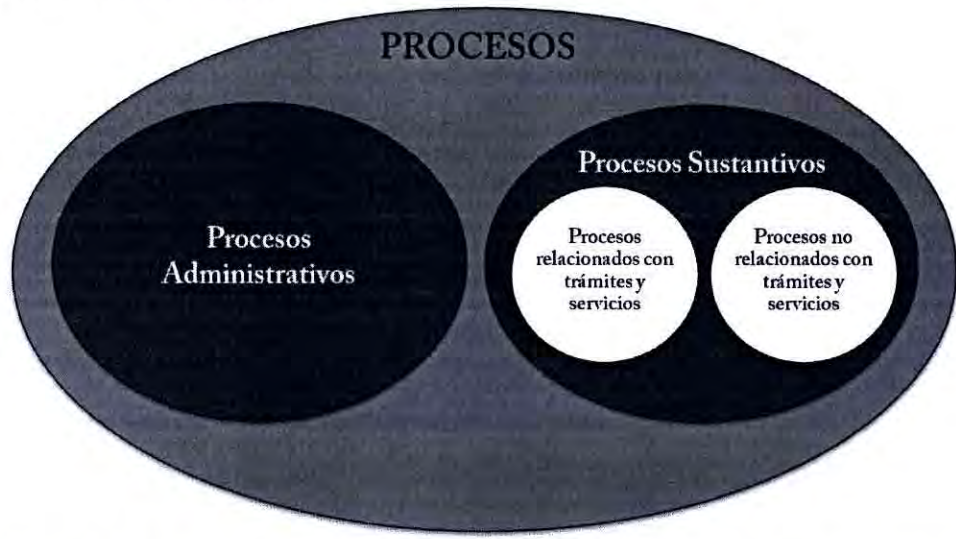 PROCESOS
Procesos
Administrativos
Procesos Sustantivos
Procesos
relacionados con
trámites y
servicios
Procesos no
relacionados con
trámites y
servicios